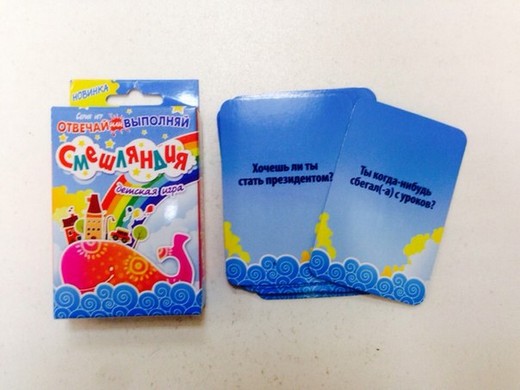 НОВИНКА
Серия игр
ОТВЕЧАЙ или ВЫПОЛНЯЙ
Смешляндия
детская игра
Хочешь ли ты
стать президентом?
Ты когда-нибудь
сбегал(-а) с уроков?